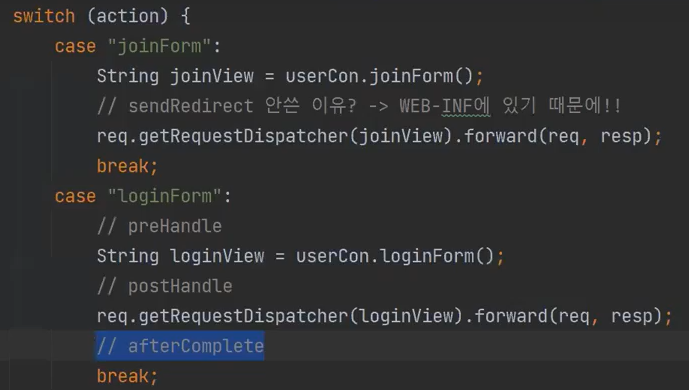 switch (action) {
case "joinForm":
String joinView = userCon.joinForm();
// sendRedirect 안쓴 이유? -> WEB-INF에 있기 때문에!!
req.getRequestDispatcher(joinView).forward(req, resp);
break;
case "loginForm":
// preHandle
String loginView = userCon.loginForm();
// postHandle
req.getRequestDispatcher(loginView).forward(req, resp);
// afterComplete
break;